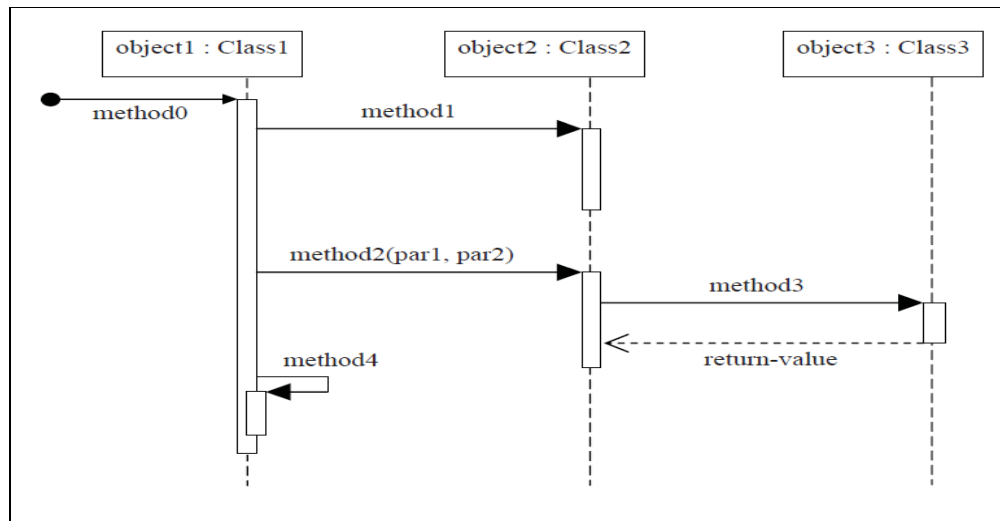 object1 : Class1
object2 : Class2
object3 : Class3
method0
method1
method2(par1, par2)
method3
return-value
method4